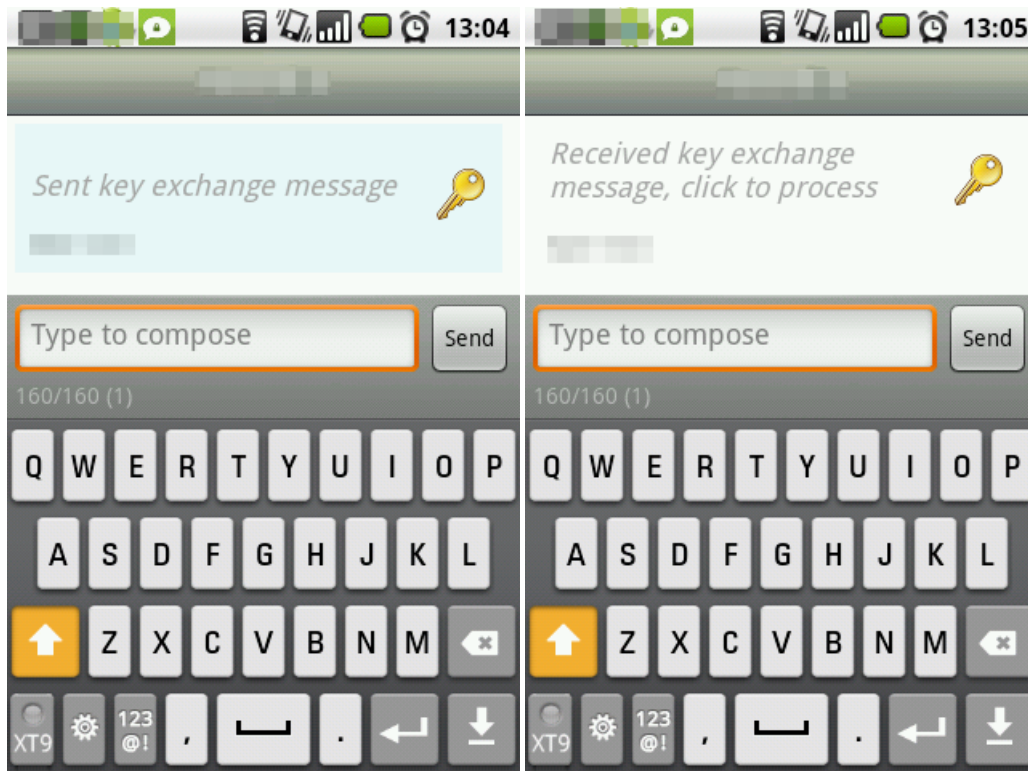 13:04
Sent key exchange message
Type to compose
Send
160/160 (1)
Q W E R T Y U I O P
A S D F G H J K L
Z X C V B N M
XT9 123 @! , .
13:05
Received key exchange
message, click to process
Type to compose
Send
160/160 (1)
Q W E R T Y U I O P
A S D F G H J K L
Z X C V B N M
XT9 123 @! , .